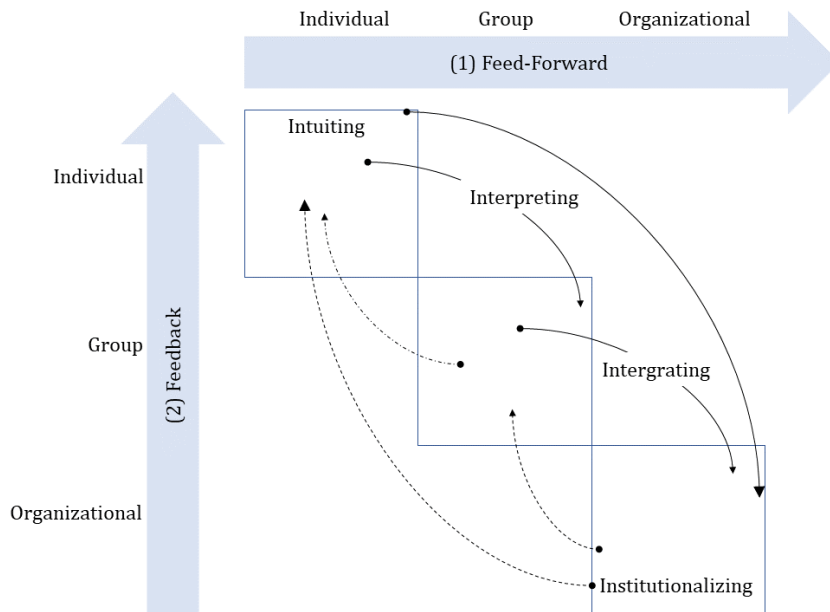 Individual Group Organizational
(1) Feed-Forward
Intuiting
Individual
Interpreting
Group
(2) Feedback
Intergrating
Organizational
Institutionalizing